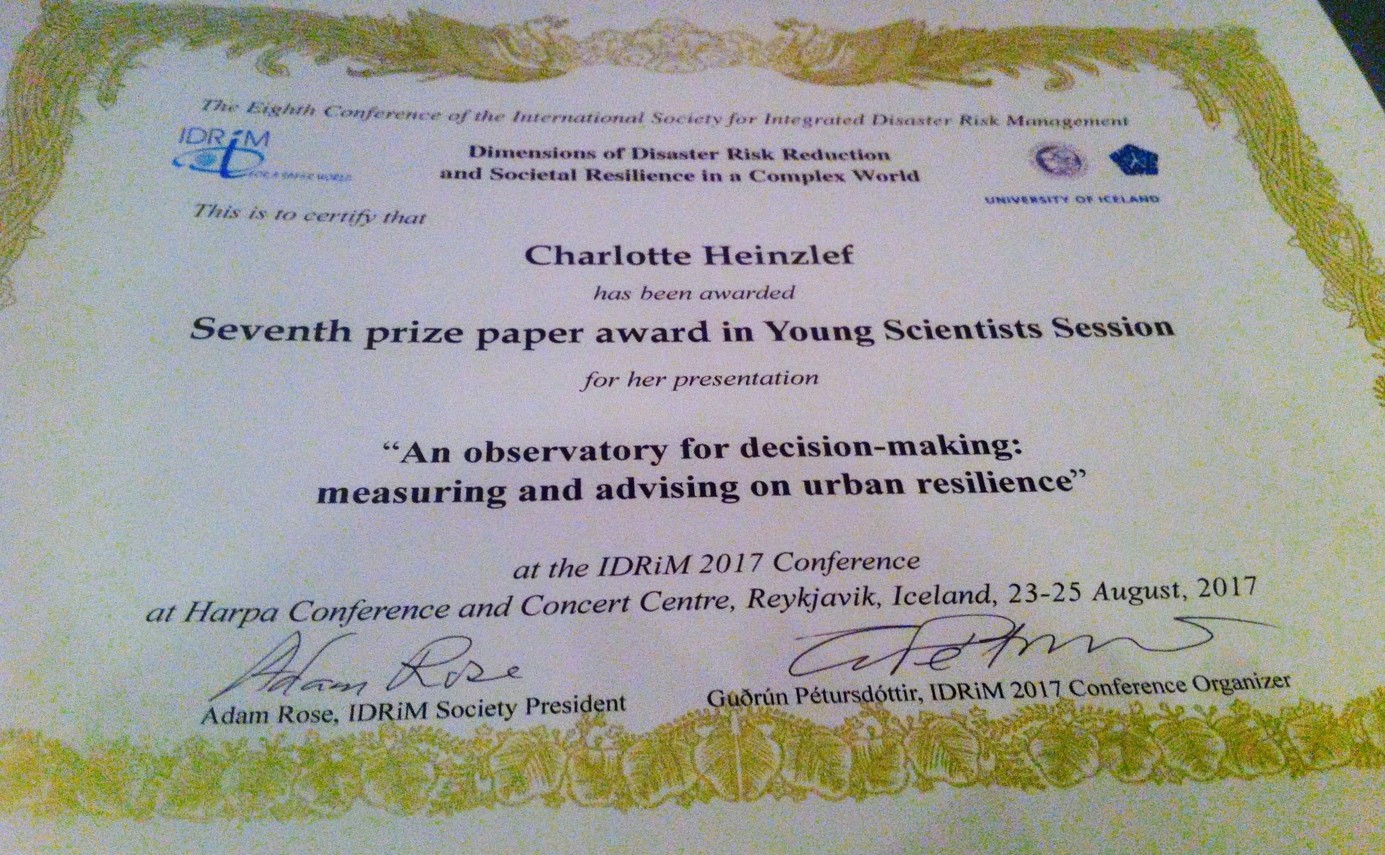 The Eighth Conference of the International Society for Integrated Disaster Risk Management
IDRiM
FOR A SAFER WORLD
Dimensions of Disaster Risk Reduction
and Societal Resilience in a Complex World
UNIVERSITY OF ICELAND
This is to certify that
Charlotte Heinzlef
has been awarded
Seventh prize paper award in Young Scientists Session
for her presentation
“An observatory for decision-making:
measuring and advising on urban resilience”
at the IDRiM 2017 Conference
at Harpa Conference and Concert Centre, Reykjavik, Iceland, 23-25 August, 2017
Adam Rose
Adam Rose, IDRiM Society President
Guðrún Pétursdóttir, IDRiM 2017 Conference Organizer